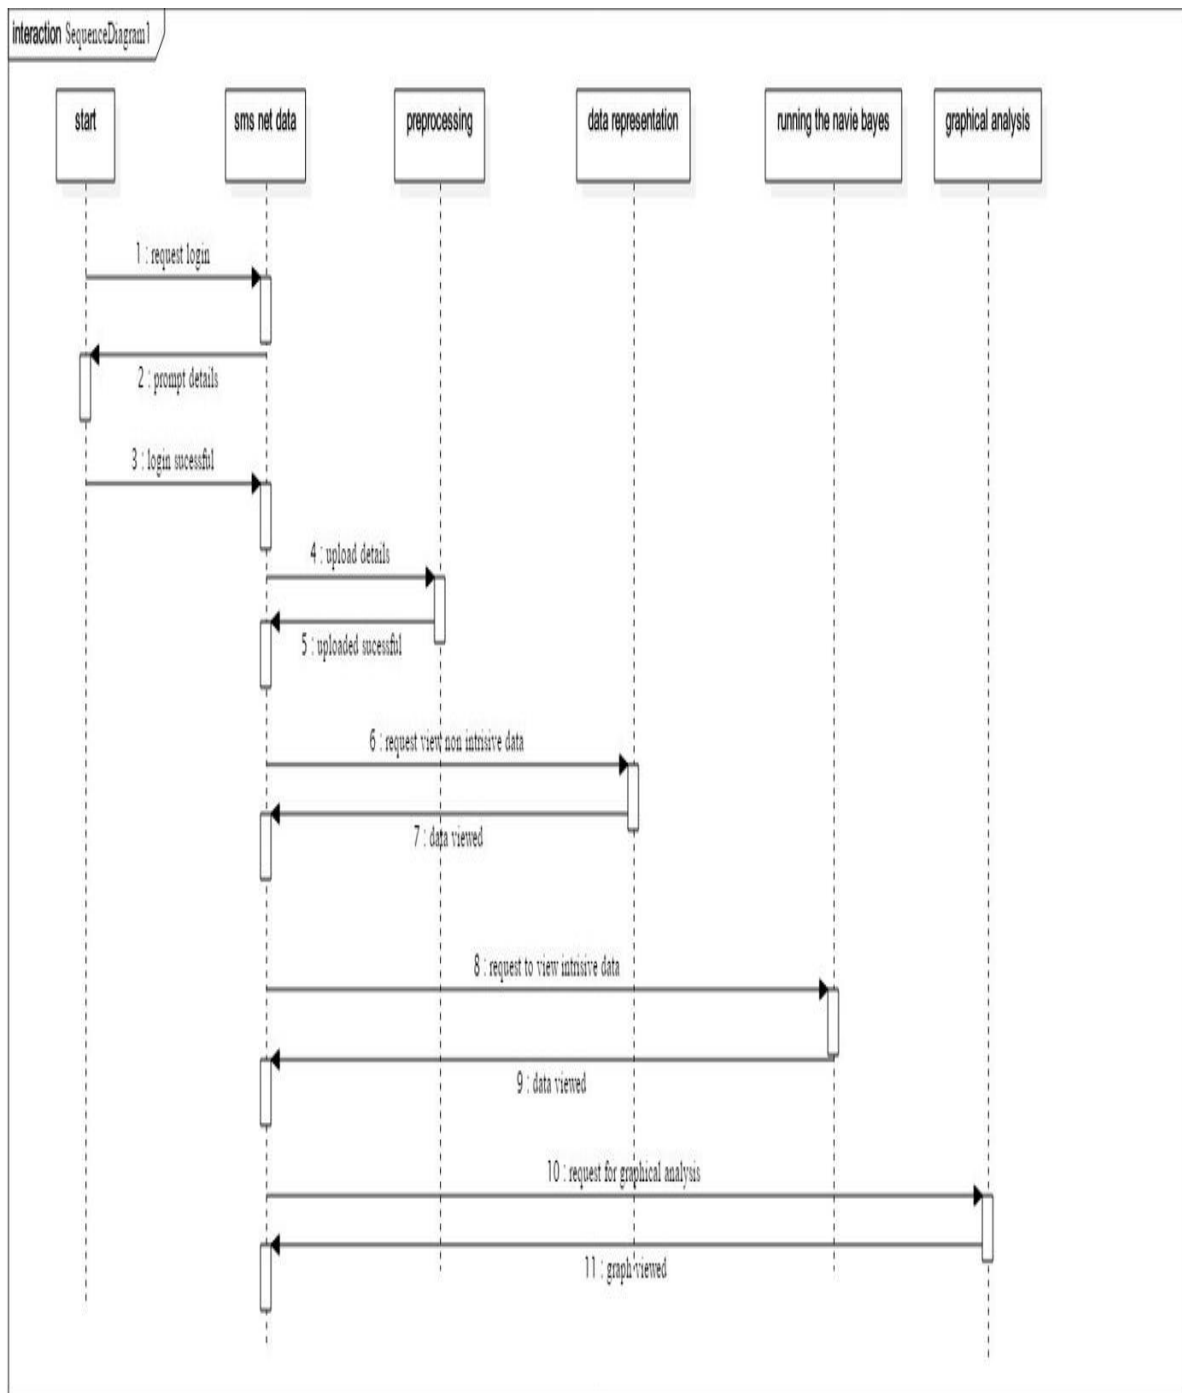 interaction SequenceDiagram1
start
sms net data
preprocessing
data representation
running the navie bayes
graphical analysis
1 : request login
2 : prompt details
3 : login sucessful
4 : upload details
5 : uploaded sucessful
6 : request view non intrisive data
7 : data viewed
8 : request to view intrisive data
9 : data viewed
10 : request for graphical analysis
11 : graph viewed